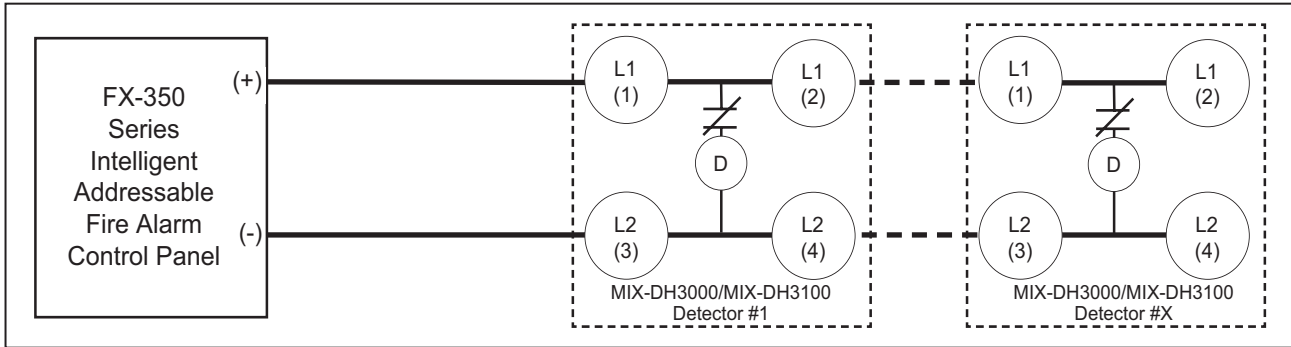 FX-350
Series
Intelligent
Addressable
Fire Alarm
Control Panel
(+)
(-)
L1
(1)
L1
(2)
D
L2
(3)
L2
(4)
MIX-DH3000/MIX-DH3100
Detector #1
L1
(1)
L1
(2)
D
L2
(3)
L2
(4)
MIX-DH3000/MIX-DH3100
Detector #X